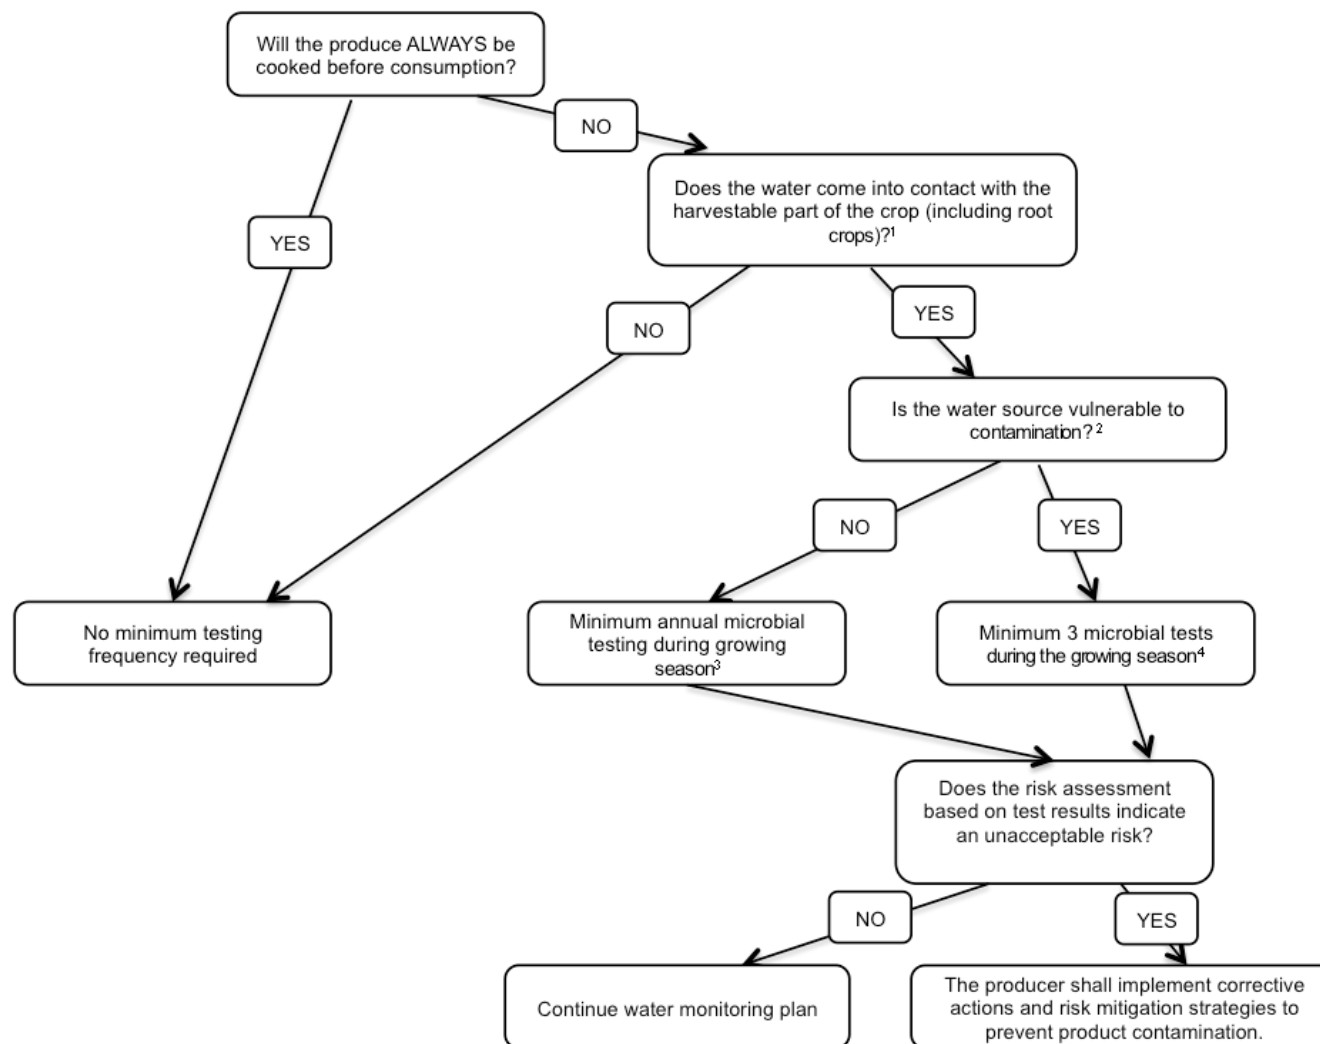 Will the produce ALWAYS be
cooked before consumption?
NO
YES
Does the water come into contact with the
harvestable part of the crop (including root
crops)?¹
NO
YES
Is the water source vulnerable to
contamination? ²
NO
YES
No minimum testing
frequency required
Minimum annual microbial
testing during growing
season³
Minimum 3 microbial tests
during the growing season⁴
Does the risk assessment
based on test results indicate
an unacceptable risk?
NO
YES
Continue water monitoring plan
The producer shall implement corrective
actions and risk mitigation strategies to
prevent product contamination.